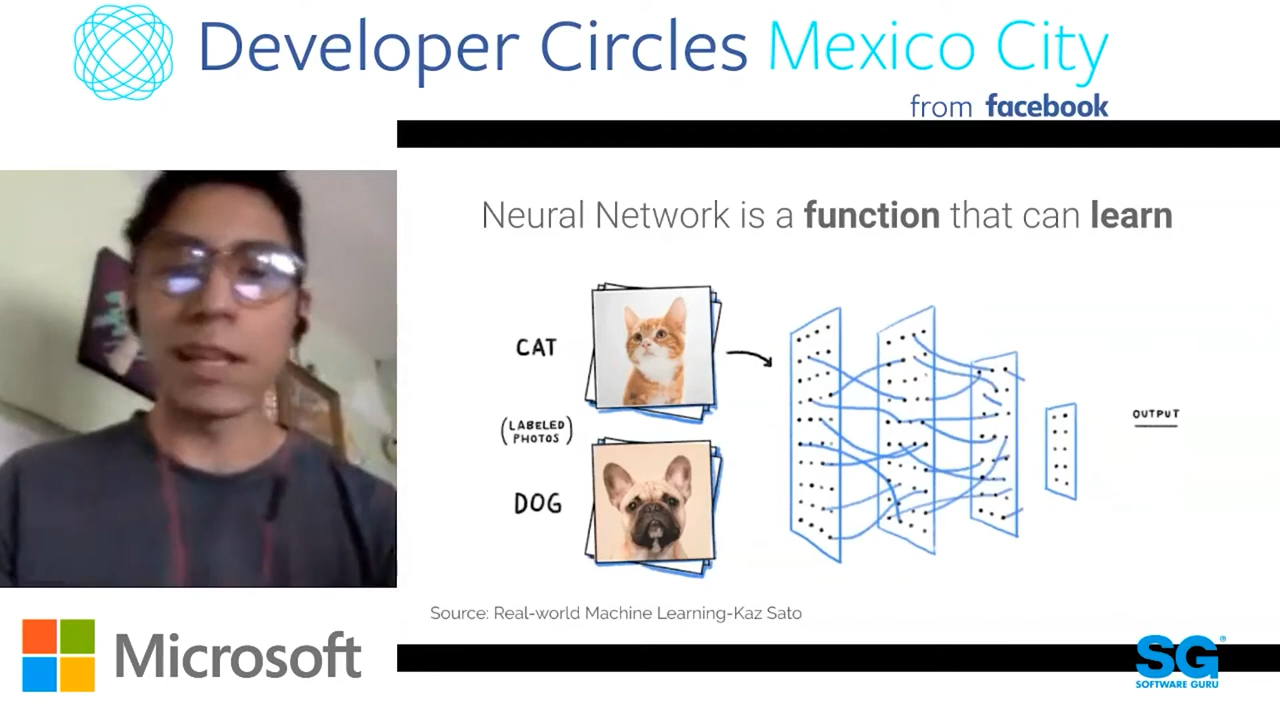 Developer Circles Mexico City
from facebook
Neural Network is a function that can learn
CAT
(LABELED
PHOTOS)
DOG
OUTPUT
Source: Real-world Machine Learning-Kaz Sato
Microsoft
SG®
SOFTWARE GURU